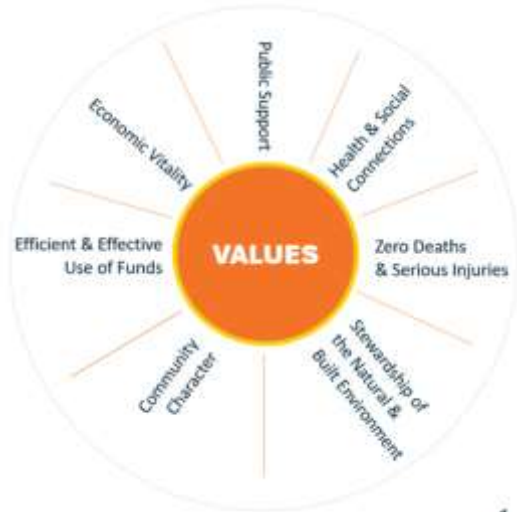 Public Support
Health & Social
Connections
Zero Deaths
& Serious Injuries
Stewardship of
the Natural &
Built Environment
Community
Character
Efficient & Effective
Use of Funds
Economic Vitality
VALUES